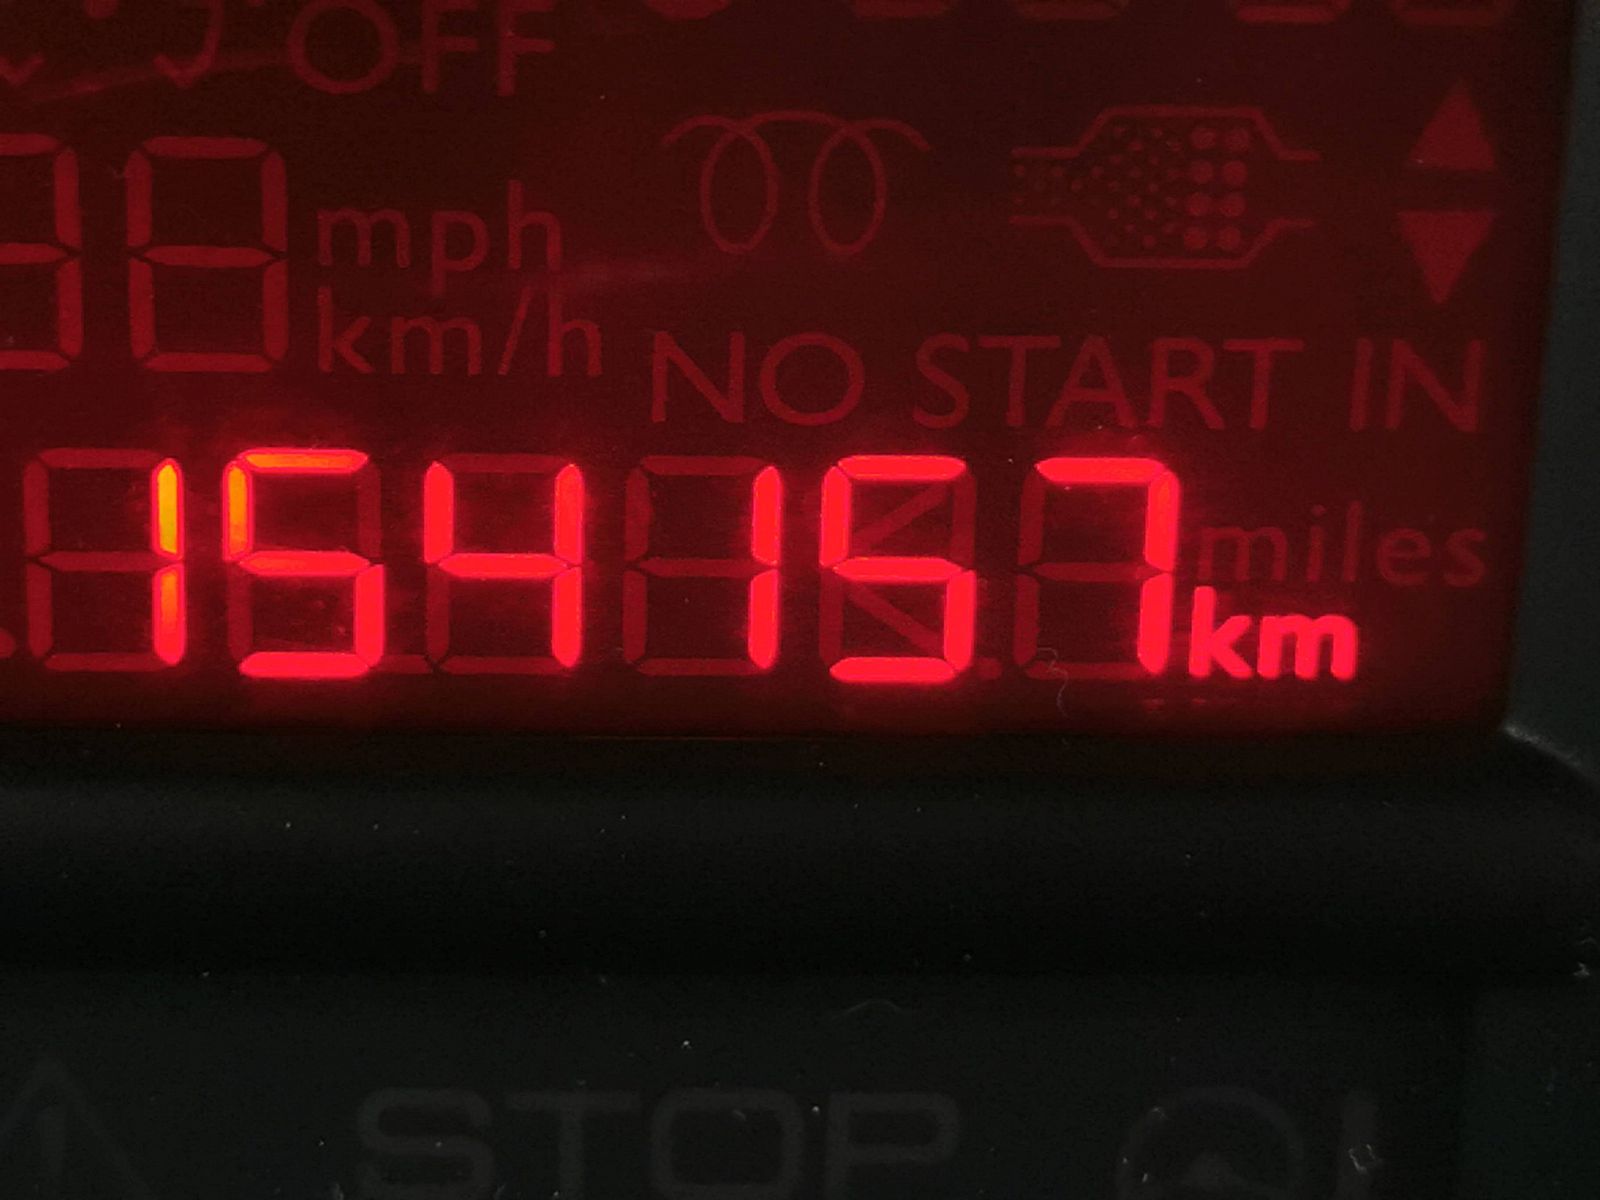 OFF
mph
km/h
NO START IN
154157 miles
km
STOP